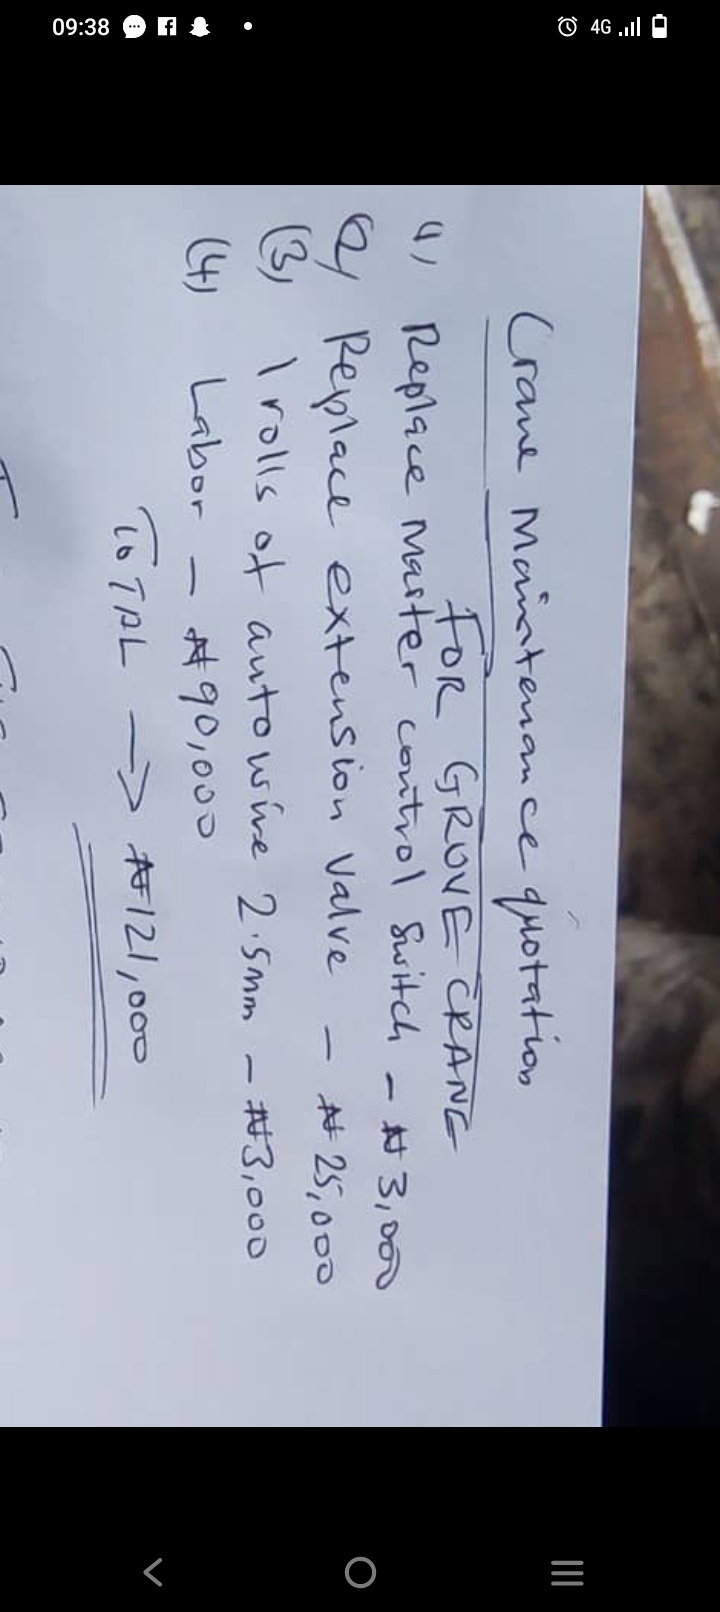 Crane Maintenance quotation
FOR GROVE CRANE
(1) Replace Master control Switch - ₦3,000
(2) Replace extension Valve - ₦25,000
(3) 1 rolls of autowire 2.5mm - ₦3,000
(4) Labor - ₦90,000
TOTAL → ₦121,000
09:38
4G